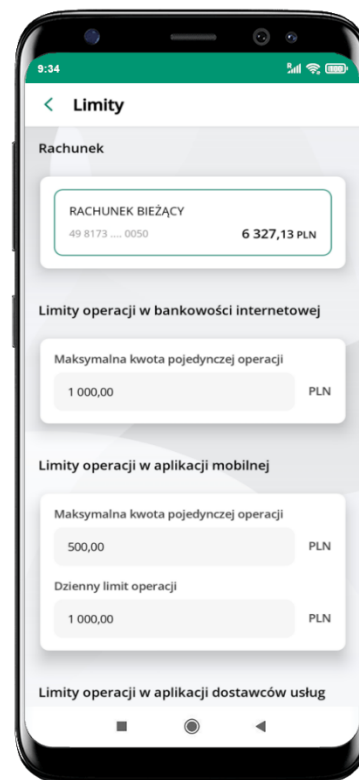 9:34
Limity
Rachunek
RACHUNEK BIEŻĄCY
49 8173 .... 0050 6 327,13 PLN
Limity operacji w bankowości internetowej
Maksymalna kwota pojedynczej operacji
1 000,00 PLN
Limity operacji w aplikacji mobilnej
Maksymalna kwota pojedynczej operacji
500,00 PLN
Dzienny limit operacji
1 000,00 PLN
Limity operacji w aplikacji dostawców usług